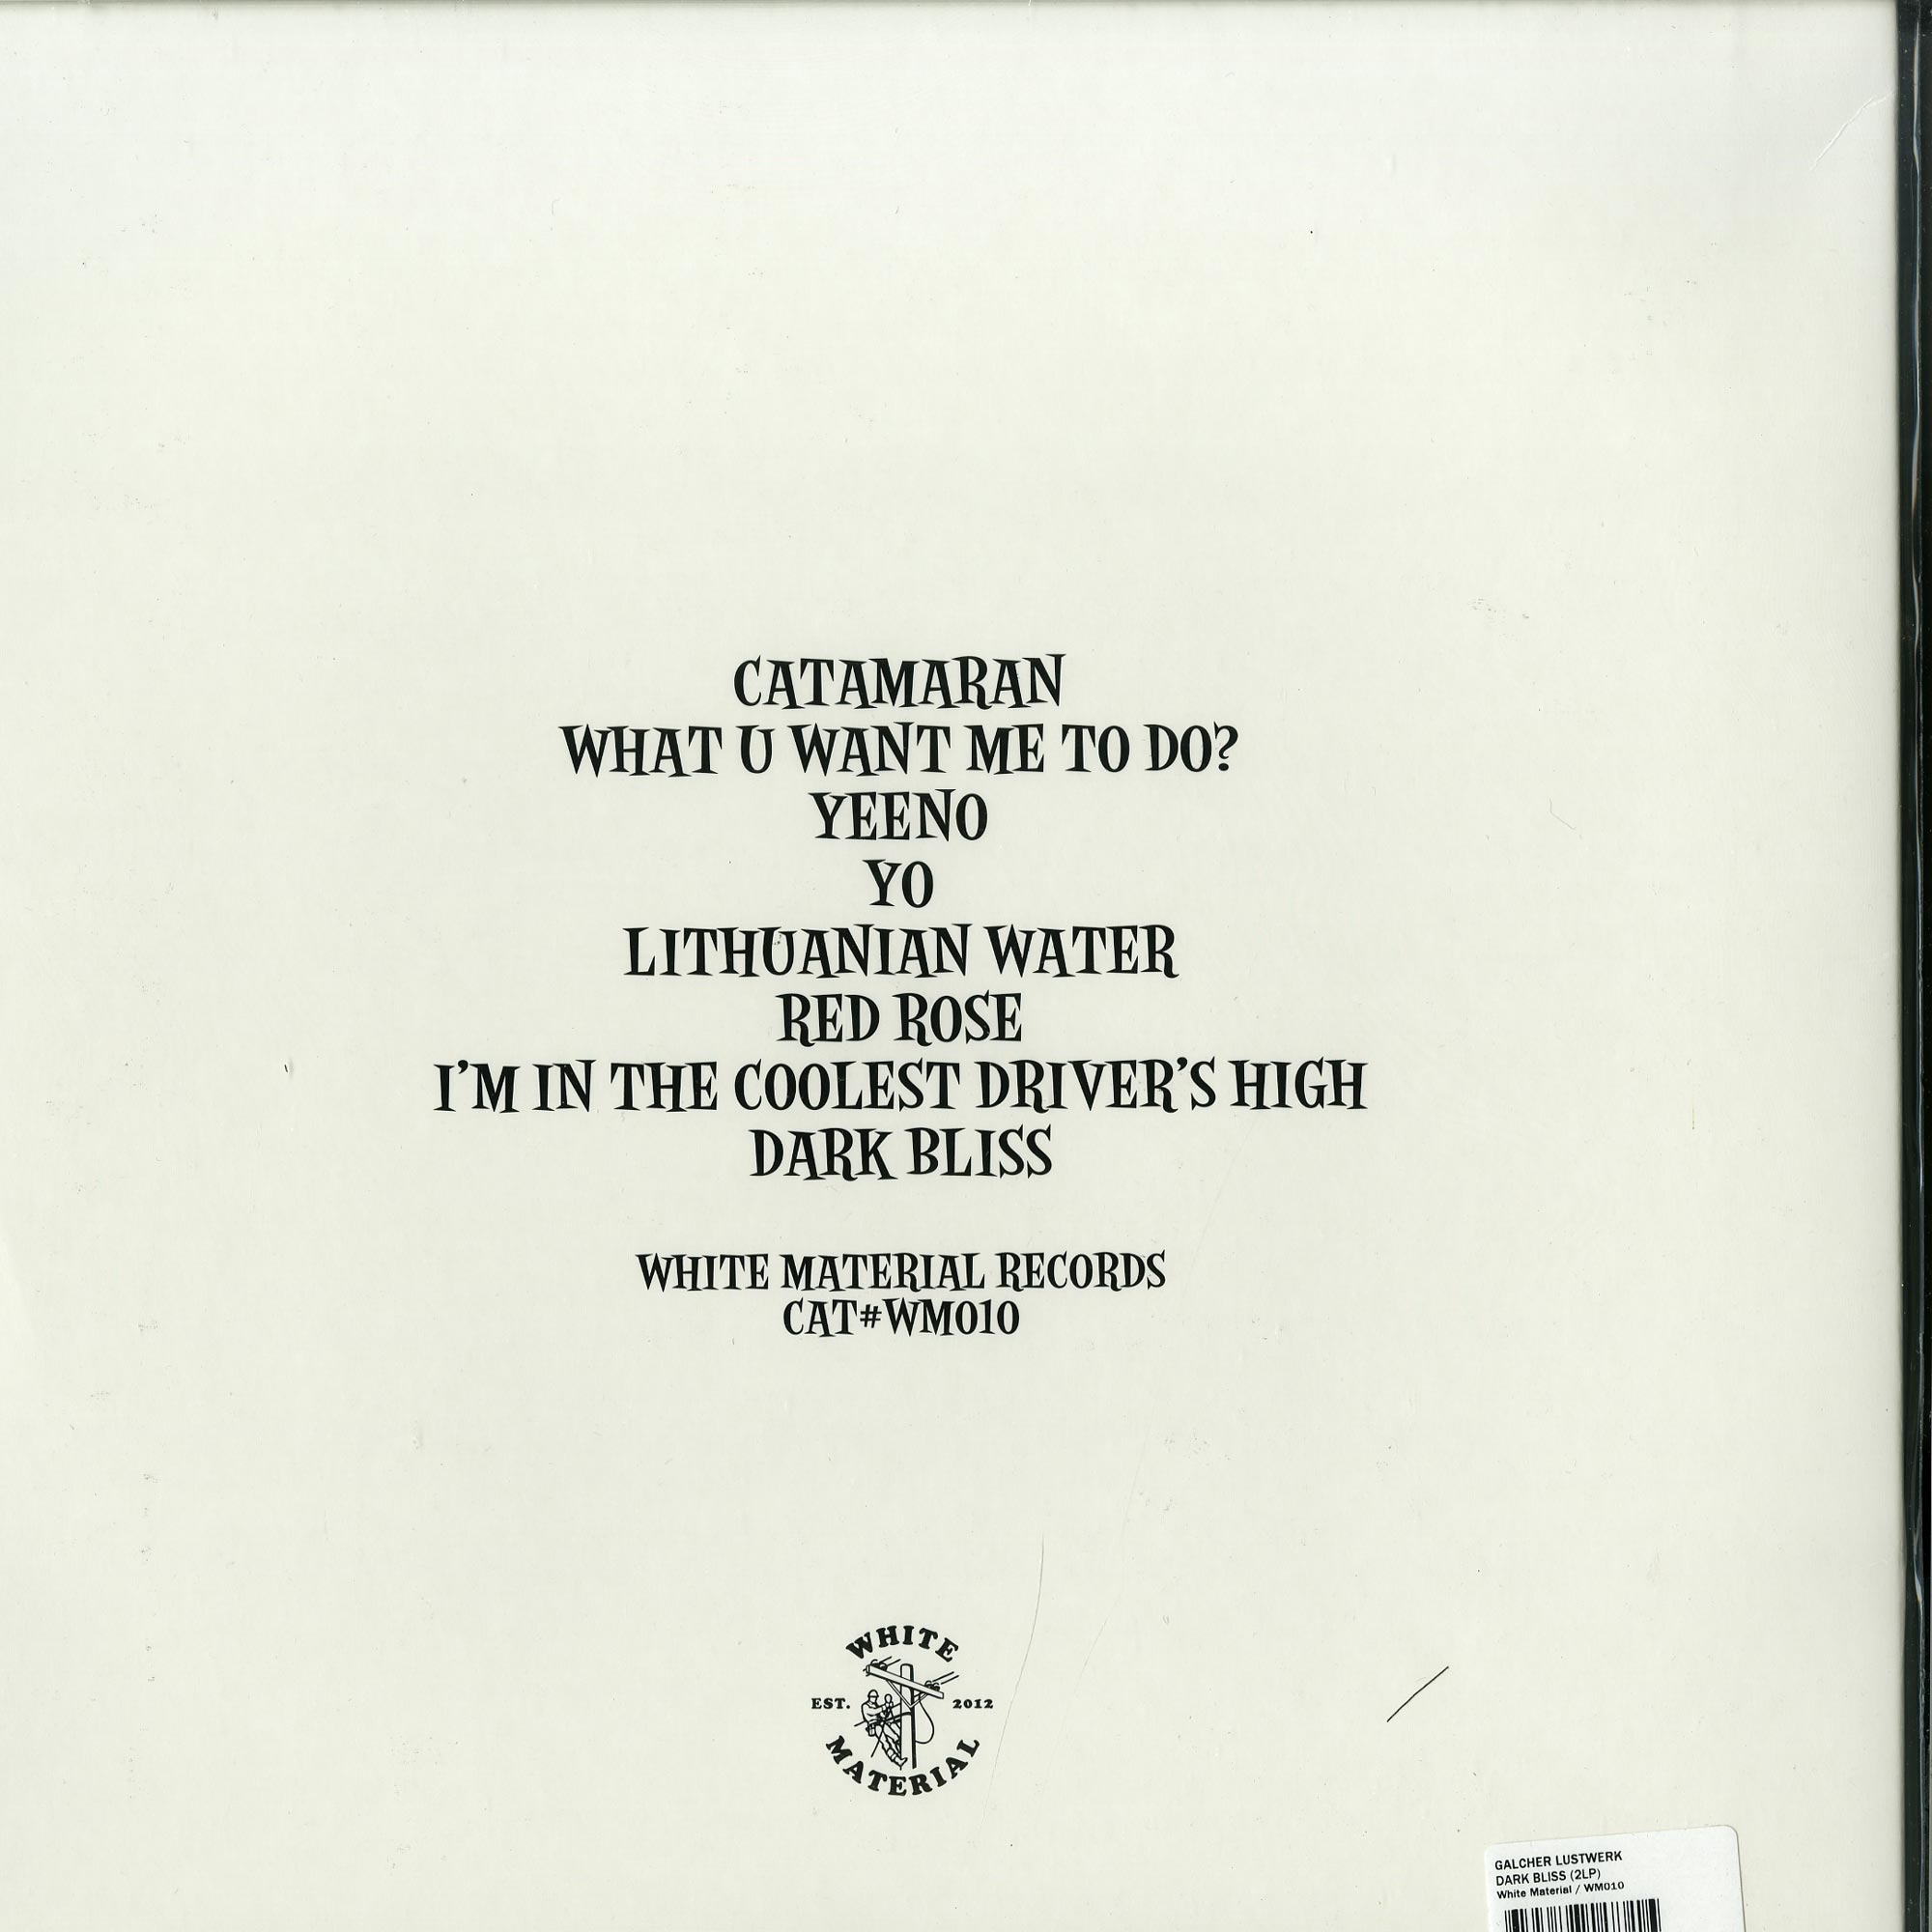 CATAMARAN
WHAT U WANT ME TO DO?
YEENO
YO
LITHUANIAN WATER
RED ROSE
I'M IN THE COOLEST DRIVER'S HIGH
DARK BLISS
WHITE MATERIAL RECORDS
CAT#WM010
WHITE
EST. 2012
MATERIAL
GALCHER LUSTWERK
DARK BLISS (2LP)
White Material / WM010